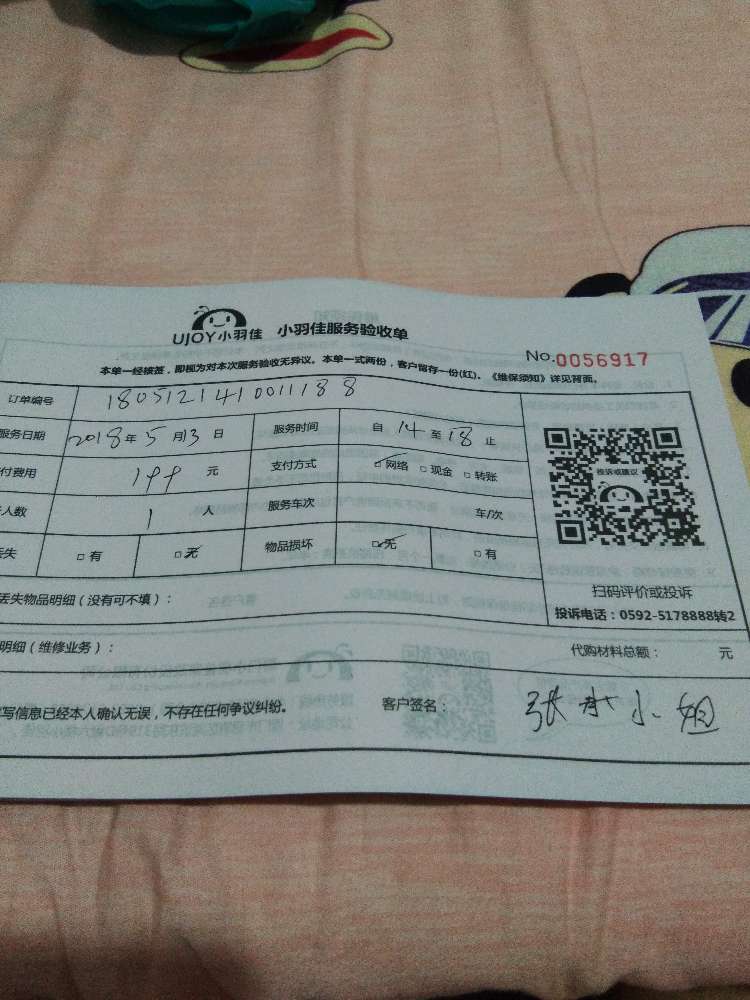 UJOY小羽佳 小羽佳服务验收单
No.0056917
本单一经核基，即视为对本次服务验收无异议。本单一式两份，客户留存一份(红)。《维保须知》详见背面。
订单编号 180512141001188
服务日期 2018年5月13日 服务时间 自 14 至 18 止
付费用 199 元 支付方式 ☑网络 □现金 □转账
人数 1 人 服务车次 车/次
丢失 □有 ☑无 物品损坏 ☑无 □有
投诉或建议
扫码评价或投诉
投诉电话：0592-5178888转2
丢失物品明细（没有可不填）：
明细（维修业务）： 代购材料总额： 元
写信息已经本人确认无误，不存在任何争议纠纷。 客户签名： 张 小姐